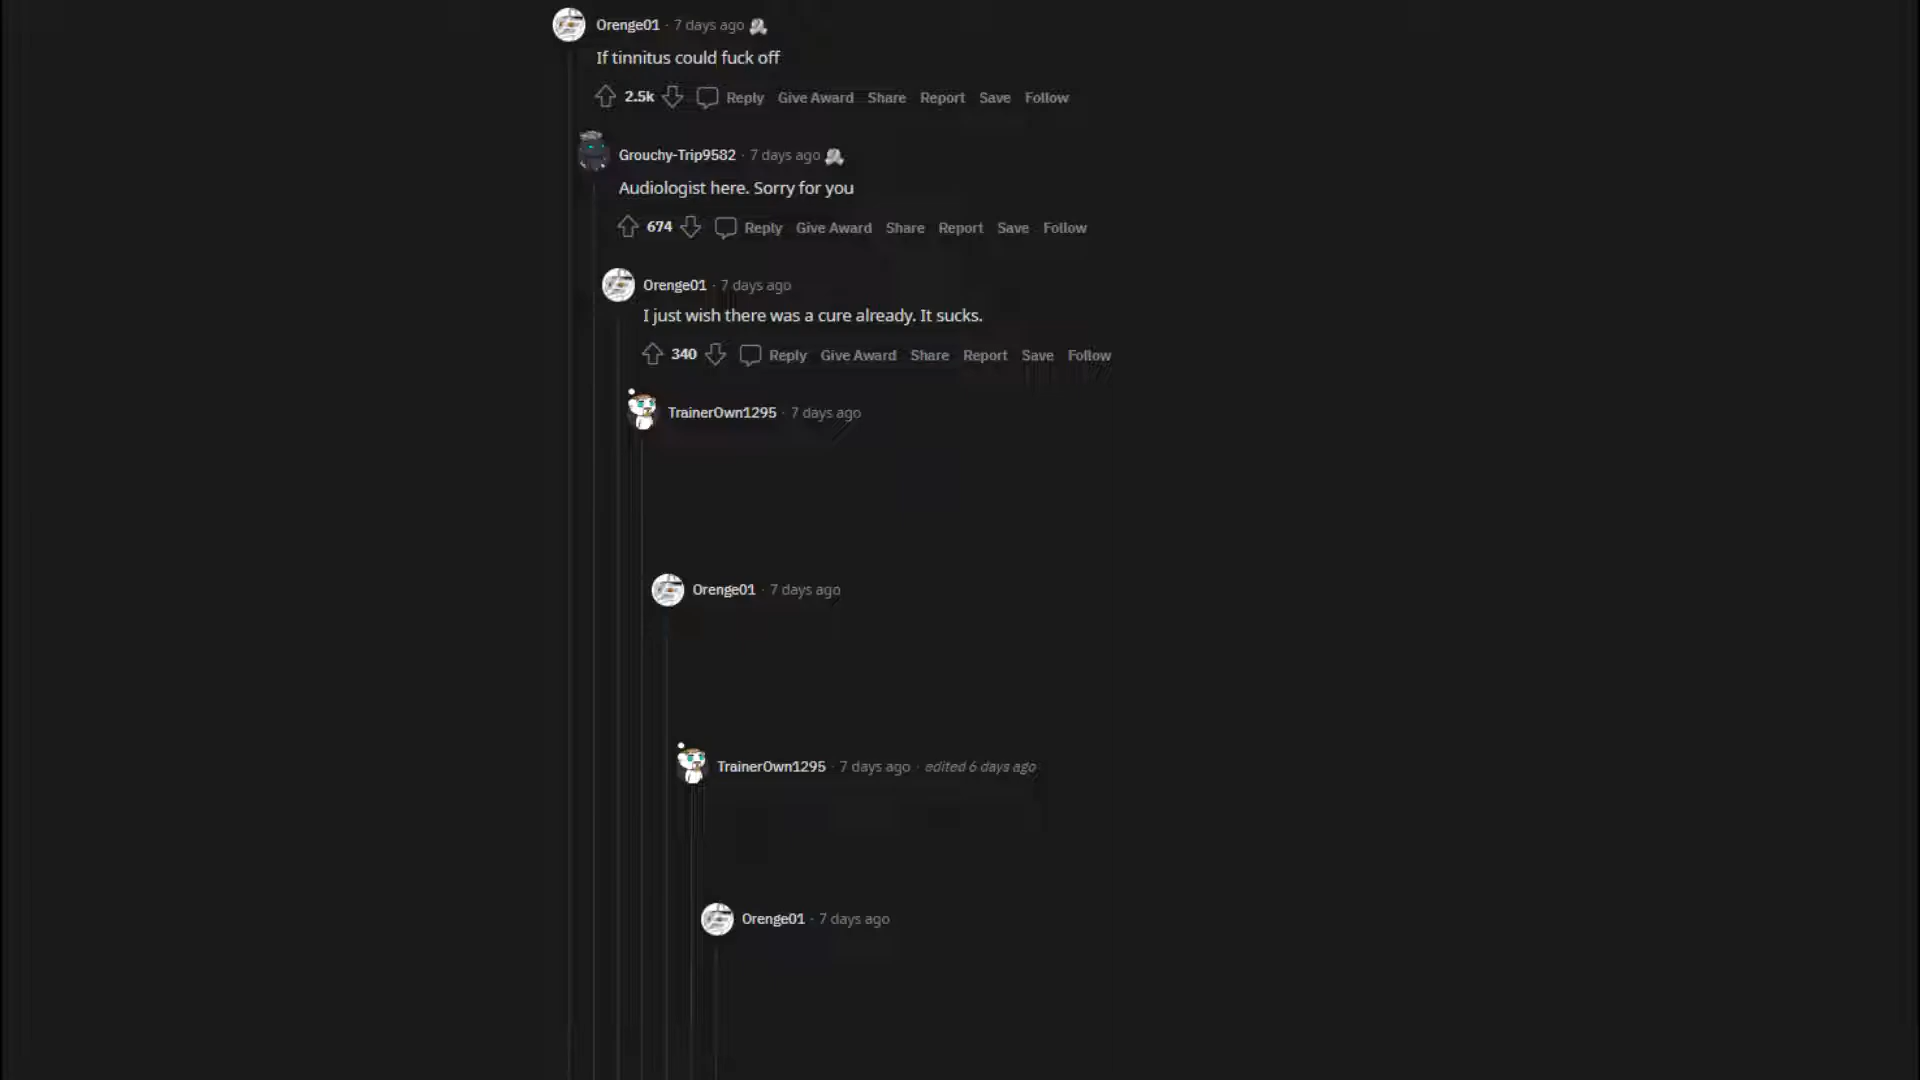 Orenge01 · 7 days ago
If tinnitus could fuck off
2.5k Reply Give Award Share Report Save Follow
Grouchy-Trip9582 · 7 days ago
Audiologist here. Sorry for you
674 Reply Give Award Share Report Save Follow
Orenge01 · 7 days ago
I just wish there was a cure already. It sucks.
340 Reply Give Award Share Report Save Follow
TrainerOwn1295 · 7 days ago
Orenge01 · 7 days ago
TrainerOwn1295 · 7 days ago · edited 6 days ago
Orenge01 · 7 days ago